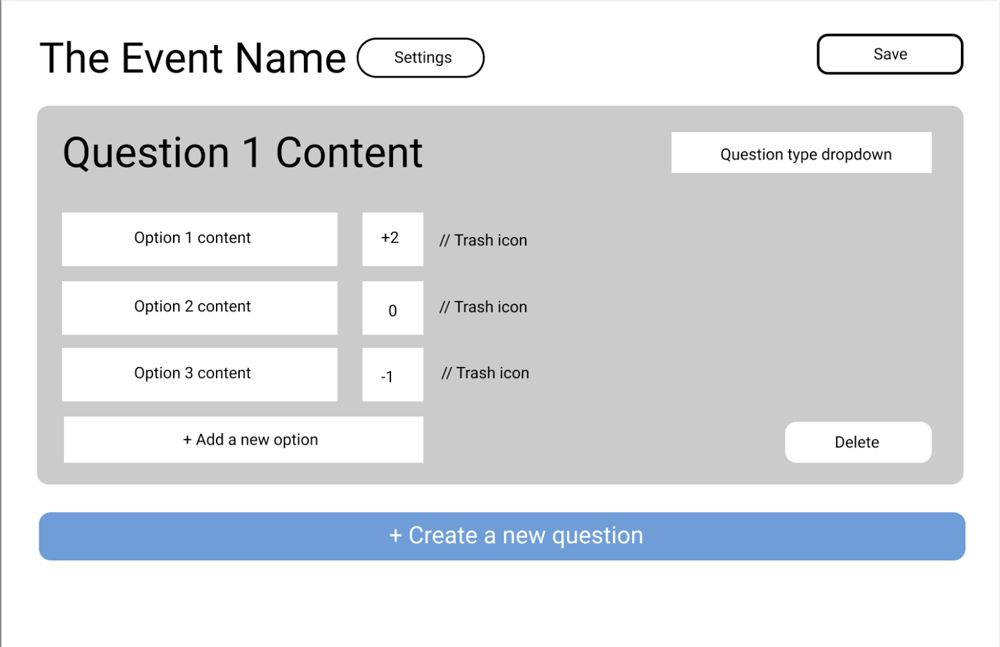 The Event Name
Settings
Save
Question 1 Content
Question type dropdown
Option 1 content
+2
// Trash icon
Option 2 content
0
// Trash icon
Option 3 content
-1
// Trash icon
+ Add a new option
Delete
+ Create a new question